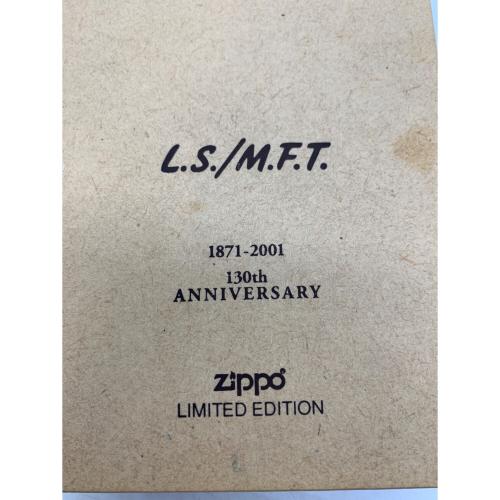 L.S./M.F.T.
1871-2001
130th
ANNIVERSARY
zippo
LIMITED EDITION